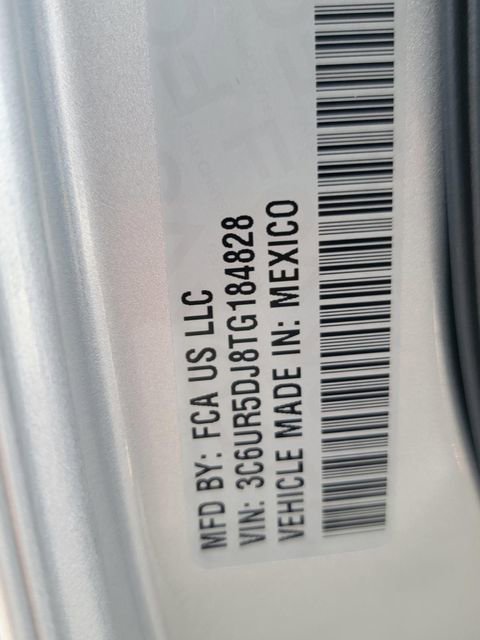 MFD BY: FCA US LLC
VIN: 3C6UR5DJ8TG184828
VEHICLE MADE IN: MEXICO